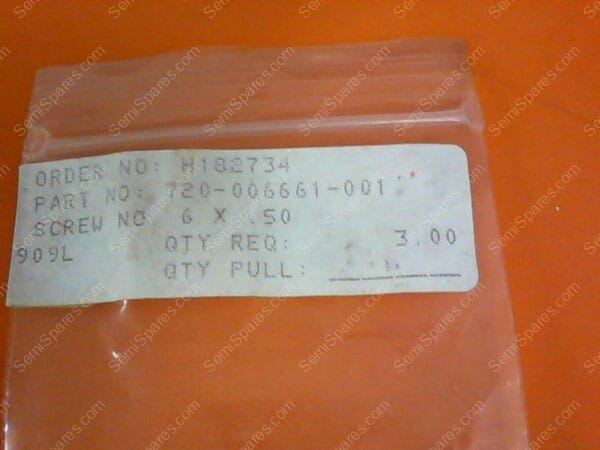 ORDER NO: H182734
PART NO: 720-006661-001
SCREW NO. 6 X .50
909L
QTY REQ: 3.00
QTY PULL:
SemiSpares.com